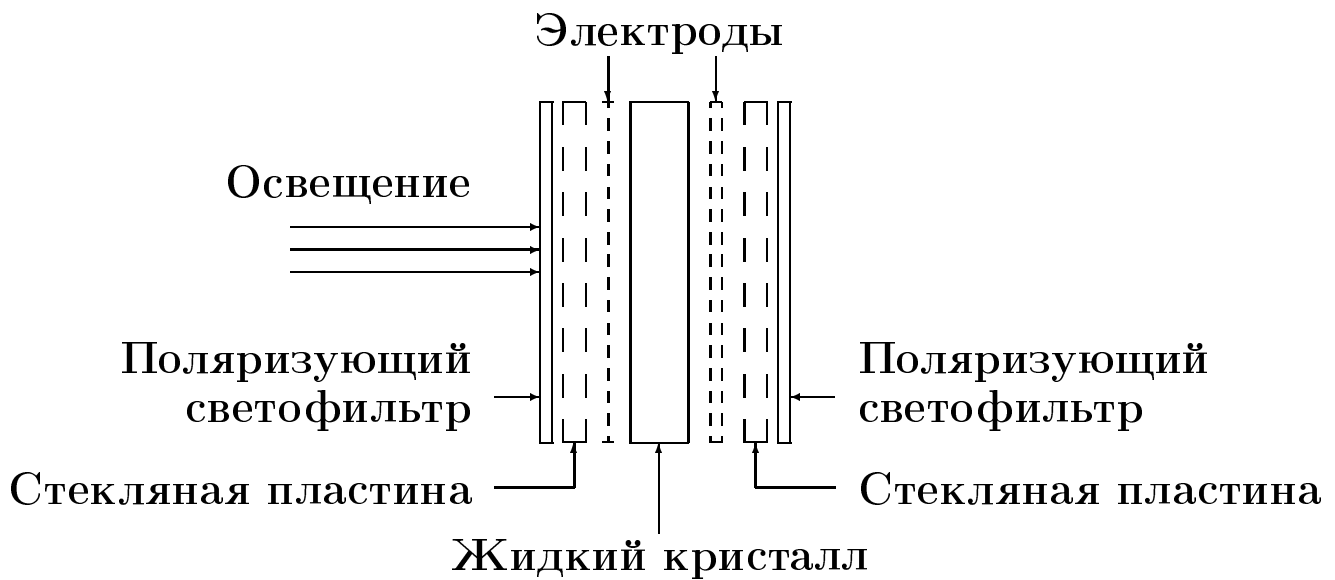 Электроды
Освещение
Поляризующий
светофильтр
Поляризующий
светофильтр
Стекляная пластина
Стекляная пластина
Жидкий кристалл